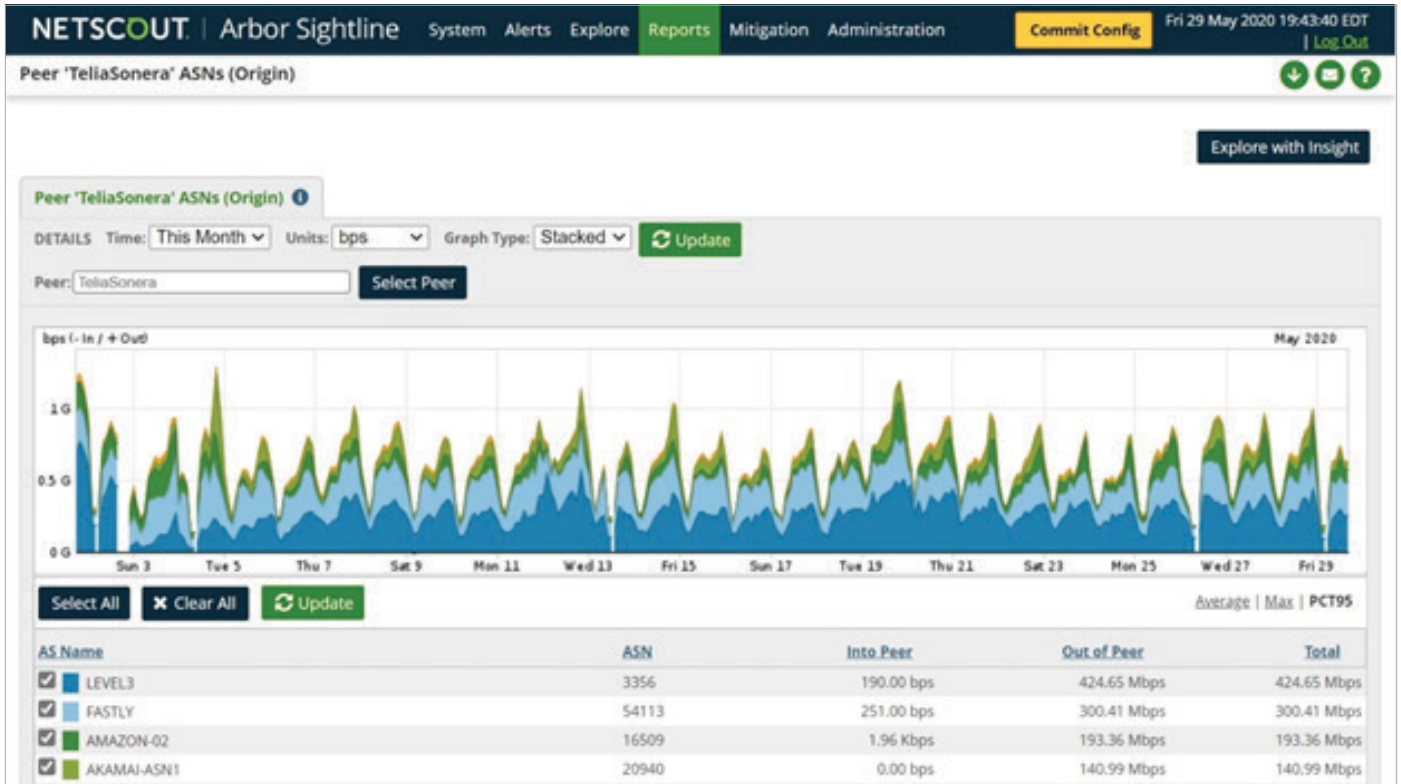 NETSCOUT. | Arbor Sightline System Alerts Explore Reports Mitigation Administration Commit Config Fri 29 May 2020 19:43:40 EDT
| Log Out
Peer 'TeliaSonera' ASNs (Origin)
Explore with Insight
Peer 'TeliaSonera' ASNs (Origin)
DETAILS Time: This Month Units: bps Graph Type: Stacked Update
Peer: TeliaSonera Select Peer
bps (- In / + Out) May 2020
1 G
0.5 G
0 G
Sun 3 Tue 5 Thu 7 Sat 9 Mon 11 Wed 13 Fri 15 Sun 17 Tue 19 Thu 21 Sat 23 Mon 25 Wed 27 Fri 29
Select All Clear All Update Average | Max | PCT95
AS Name ASN Into Peer Out of Peer Total
LEVEL3 3356 190.00 bps 424.65 Mbps 424.65 Mbps
FASTLY 54113 251.00 bps 300.41 Mbps 300.41 Mbps
AMAZON-02 16509 1.96 Kbps 193.36 Mbps 193.36 Mbps
AKAMAI-ASN1 20940 0.00 bps 140.99 Mbps 140.99 Mbps